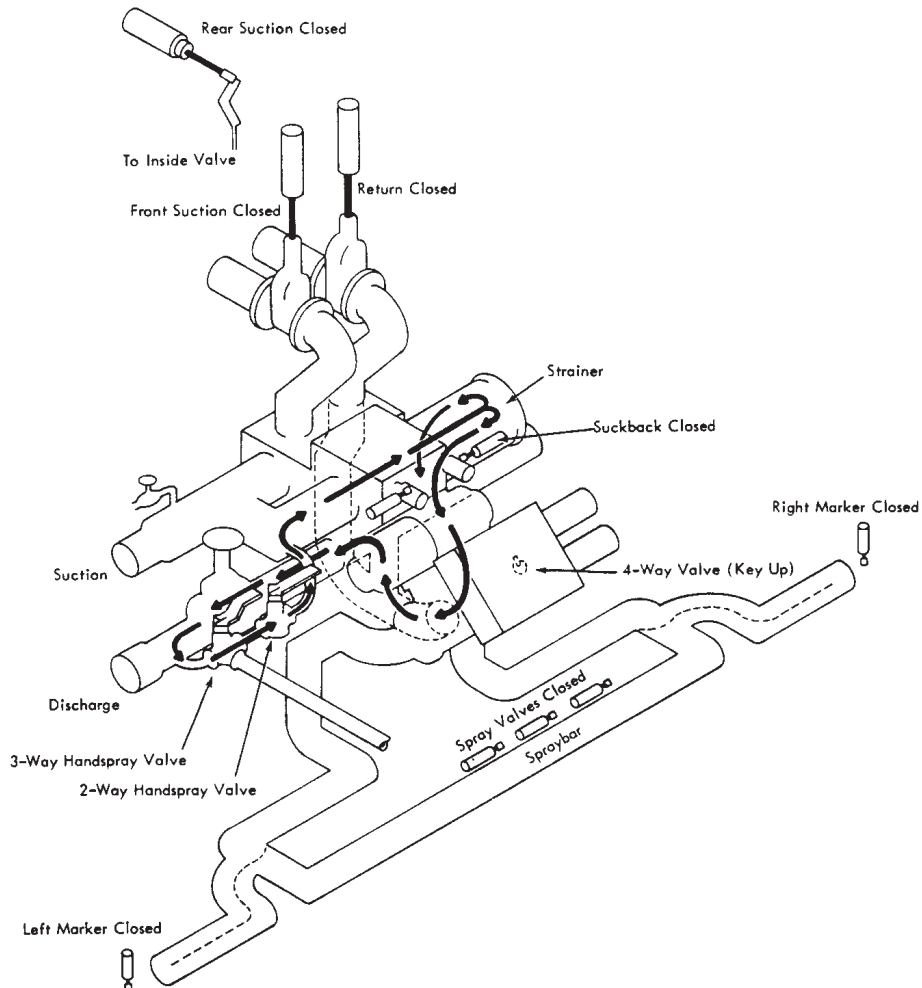 Rear Suction Closed
To Inside Valve
Return Closed
Front Suction Closed
Strainer
Suckback Closed
Right Marker Closed
Suction
4-Way Valve (Key Up)
Discharge
Spray Valves Closed
Spraybar
3-Way Handspray Valve
2-Way Handspray Valve
Left Marker Closed